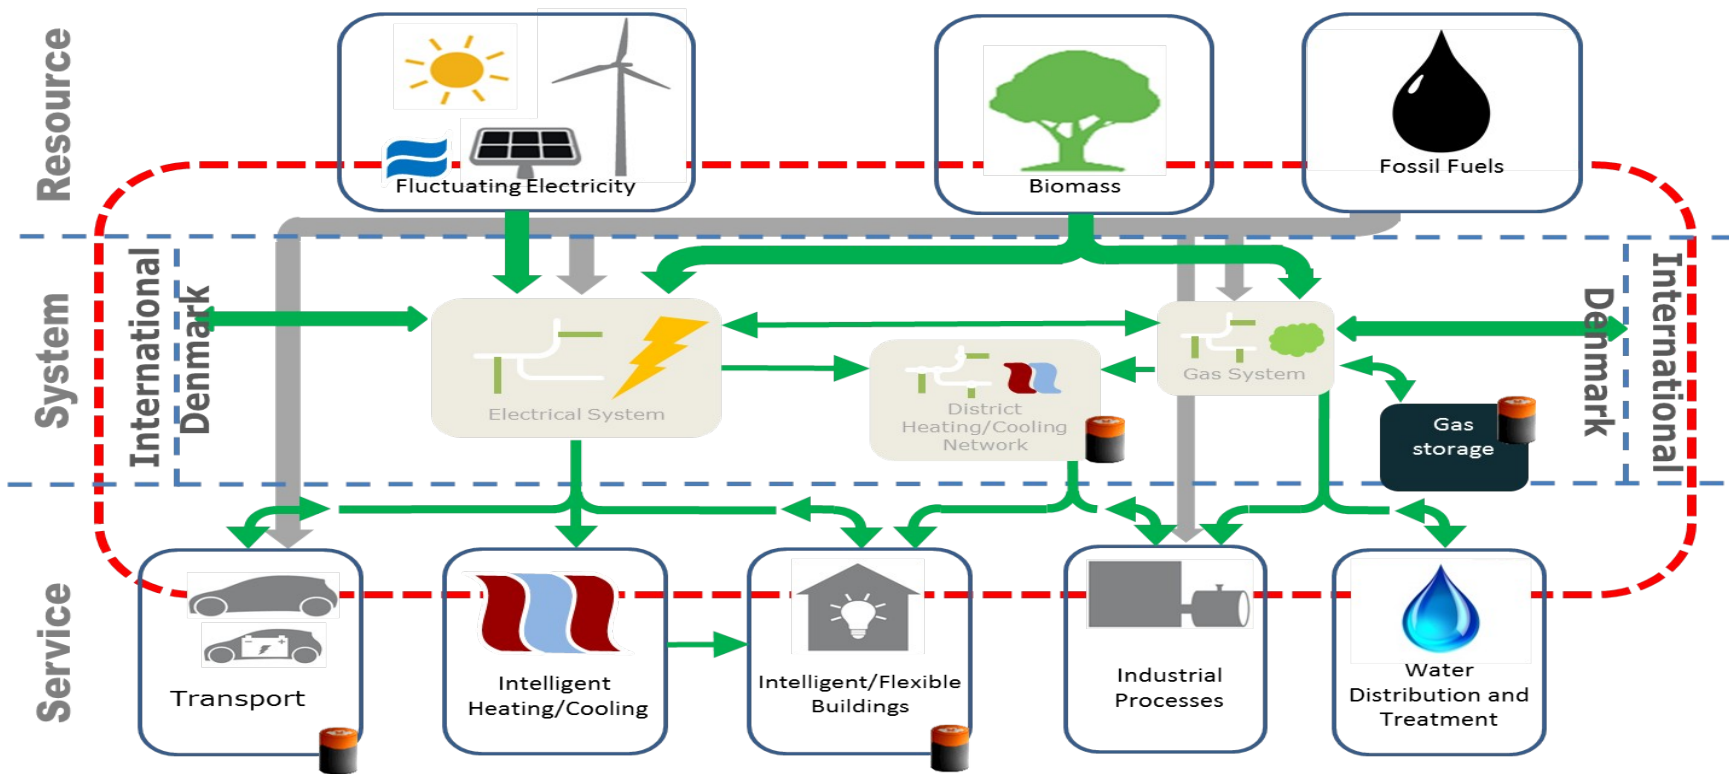 Resource
Fluctuating Electricity
Biomass
Fossil Fuels
System
International
Denmark
Electrical System
District
Heating/Cooling
Network
Gas System
Gas
storage
Denmark
International
Service
Transport
Intelligent
Heating/Cooling
Intelligent/Flexible
Buildings
Industrial
Processes
Water
Distribution and
Treatment